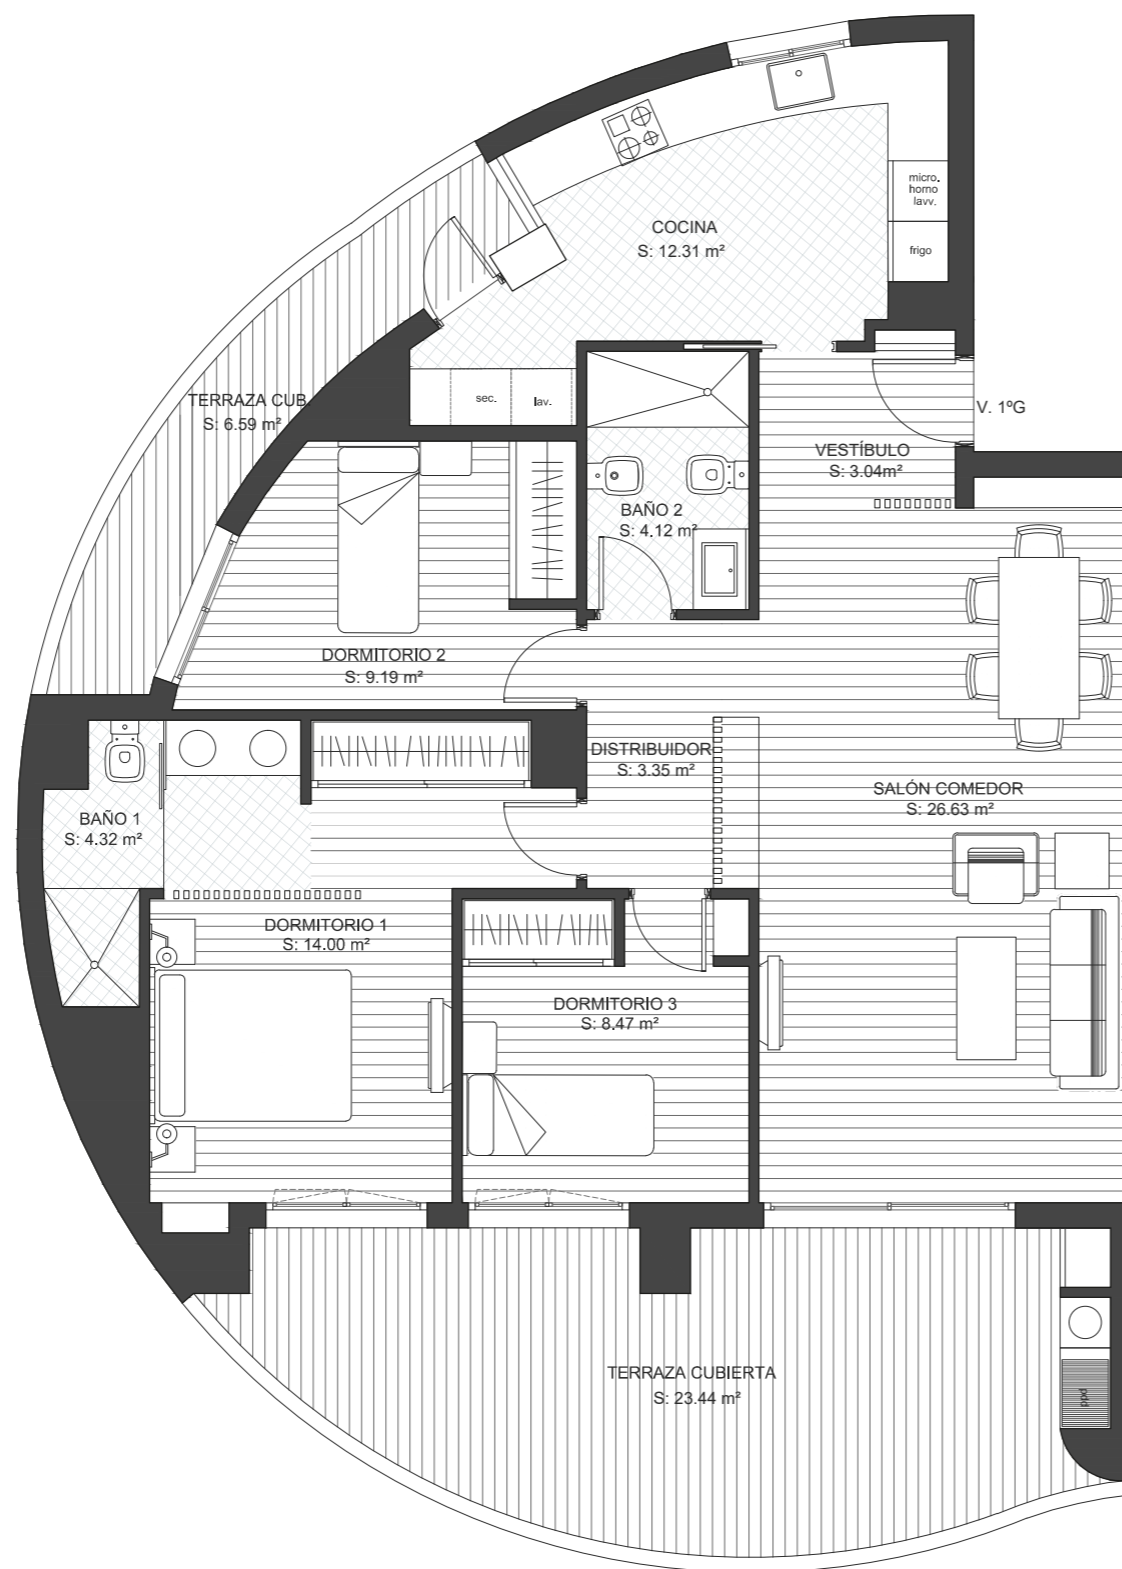 micro.
horno
lavv.
COCINA
S: 12.31 m²
frigo
TERRAZA CUB.
S: 6.59 m²
sec.
lav.
V. 1ºG
VESTÍBULO
S: 3.04m²
BAÑO 2
S: 4.12 m²
DORMITORIO 2
S: 9.19 m²
DISTRIBUIDOR
S: 3.35 m²
SALÓN COMEDOR
S: 26.63 m²
BAÑO 1
S: 4.32 m²
DORMITORIO 1
S: 14.00 m²
DORMITORIO 3
S: 8.47 m²
TERRAZA CUBIERTA
S: 23.44 m²
ppd